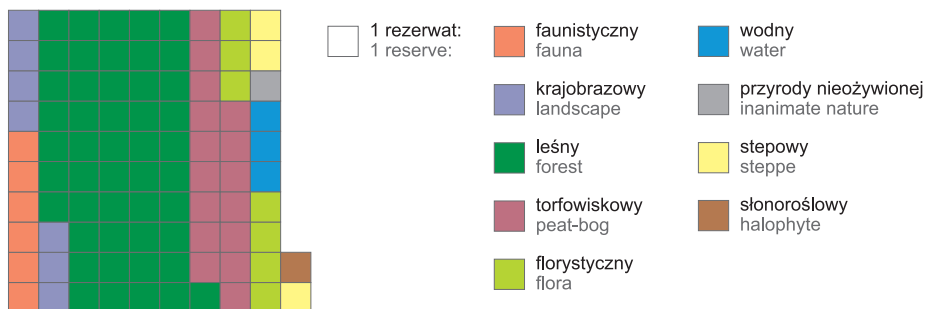 1 rezerwat:
1 reserve:
faunistyczny
fauna
krajobrazowy
landscape
leśny
forest
torfowiskowy
peat-bog
florystyczny
flora
wodny
water
przyrody nieożywionej
inanimate nature
stepowy
steppe
słonoroślowy
halophyte